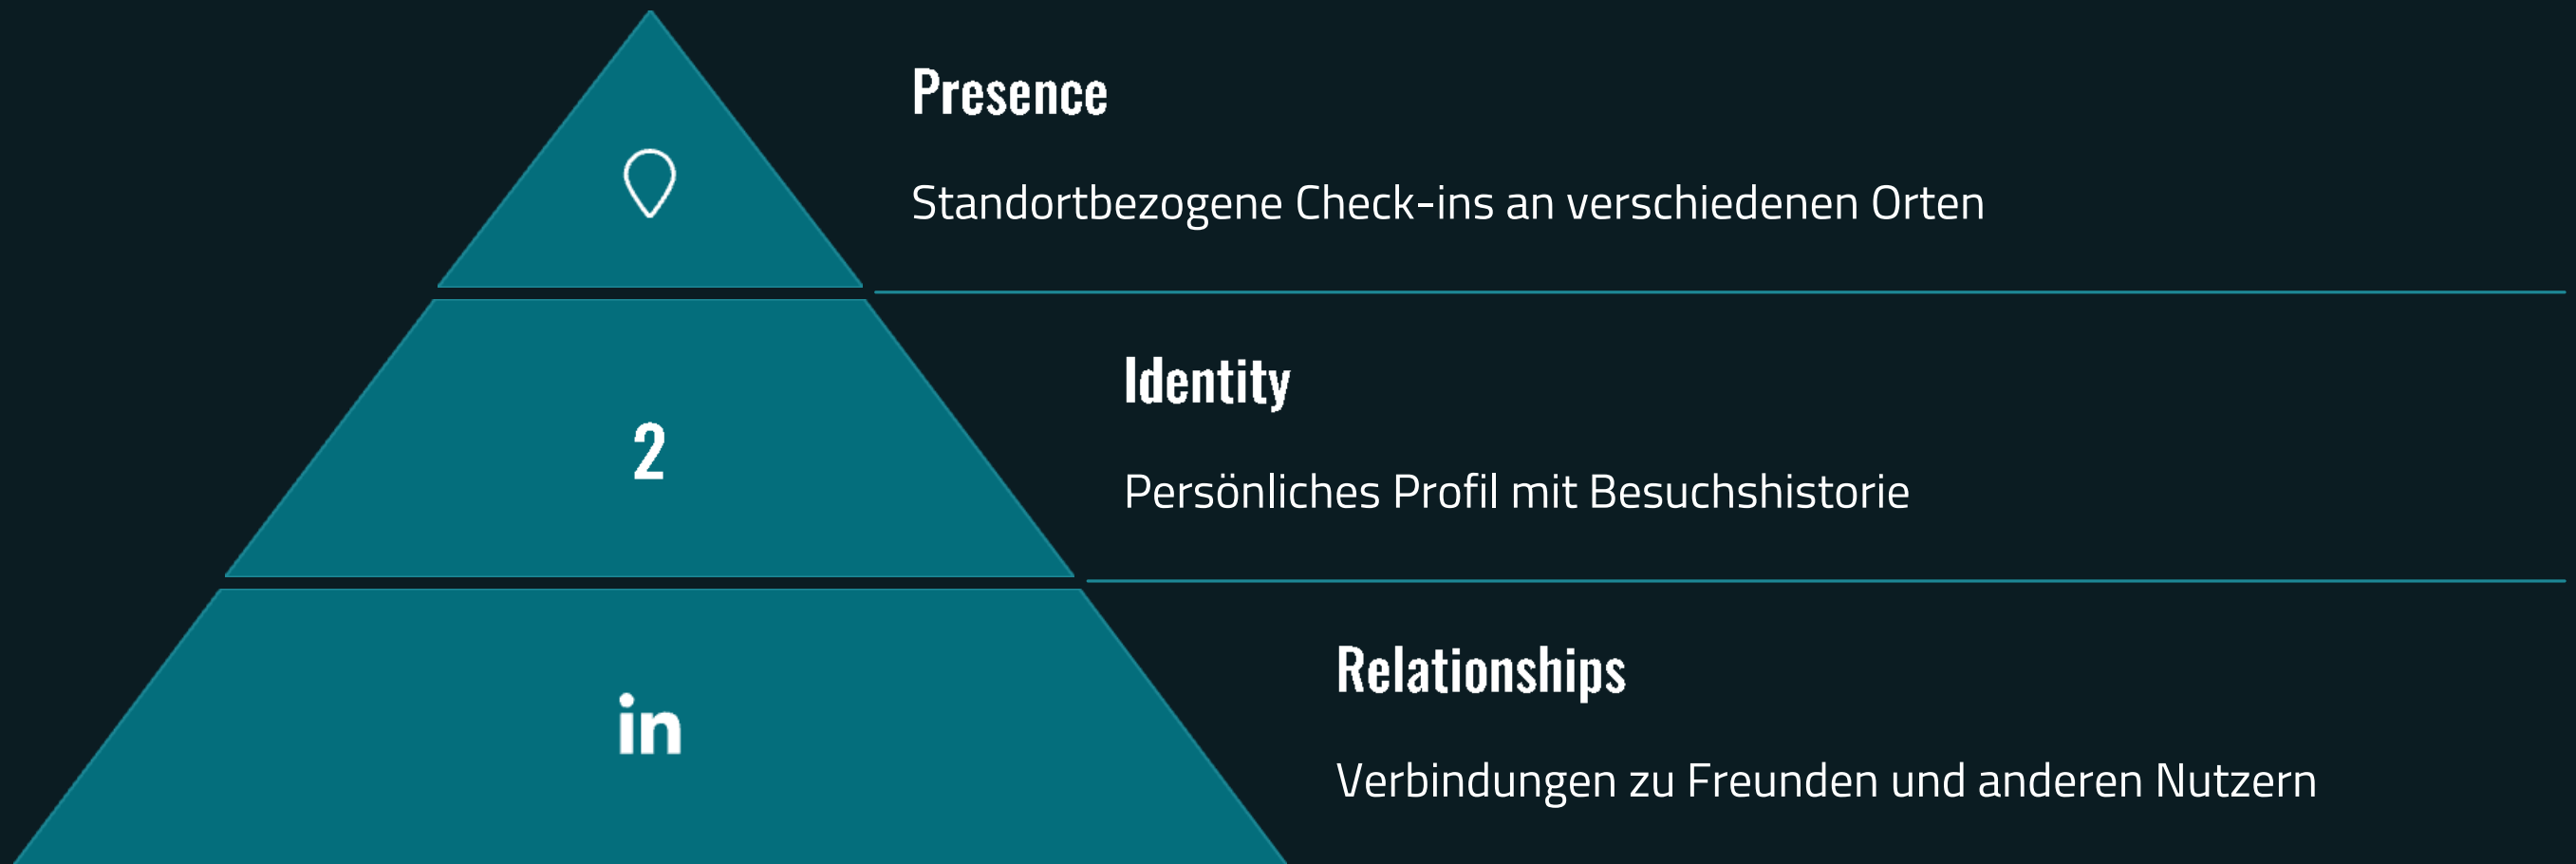 Presence
Standortbezogene Check-ins an verschiedenen Orten
2
Identity
Persönliches Profil mit Besuchshistorie
in
Relationships
Verbindungen zu Freunden und anderen Nutzern